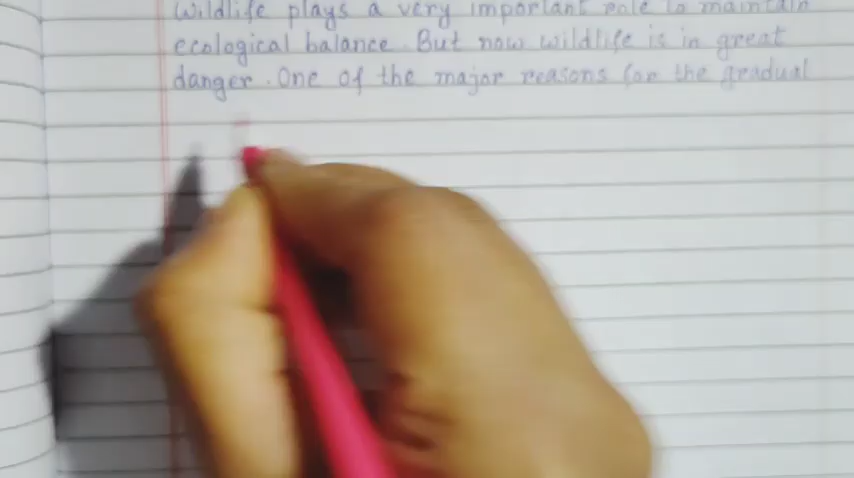 Wildlife plays a very important role to maintain
ecological balance. But now wildlife is in great
danger. One of the major reasons for the gradual